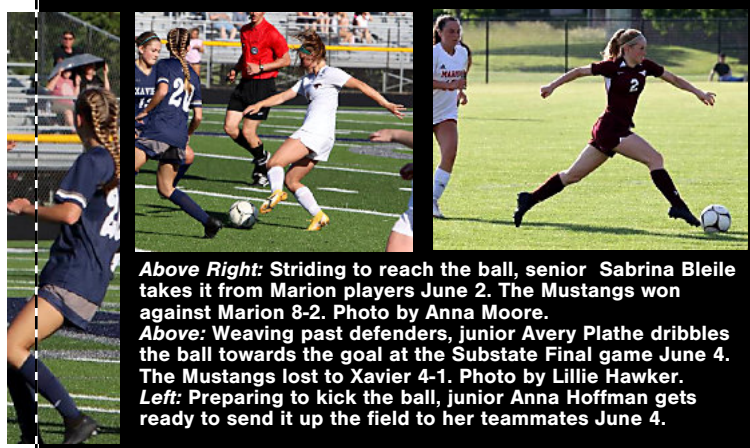 XAVI
20
MARION
2
Above Right: Striding to reach the ball, senior Sabrina Bleile
takes it from Marion players June 2. The Mustangs won
against Marion 8-2. Photo by Anna Moore.
Above: Weaving past defenders, junior Avery Plathe dribbles
the ball towards the goal at the Substate Final game June 4.
The Mustangs lost to Xavier 4-1. Photo by Lillie Hawker.
Left: Preparing to kick the ball, junior Anna Hoffman gets
ready to send it up the field to her teammates June 4.